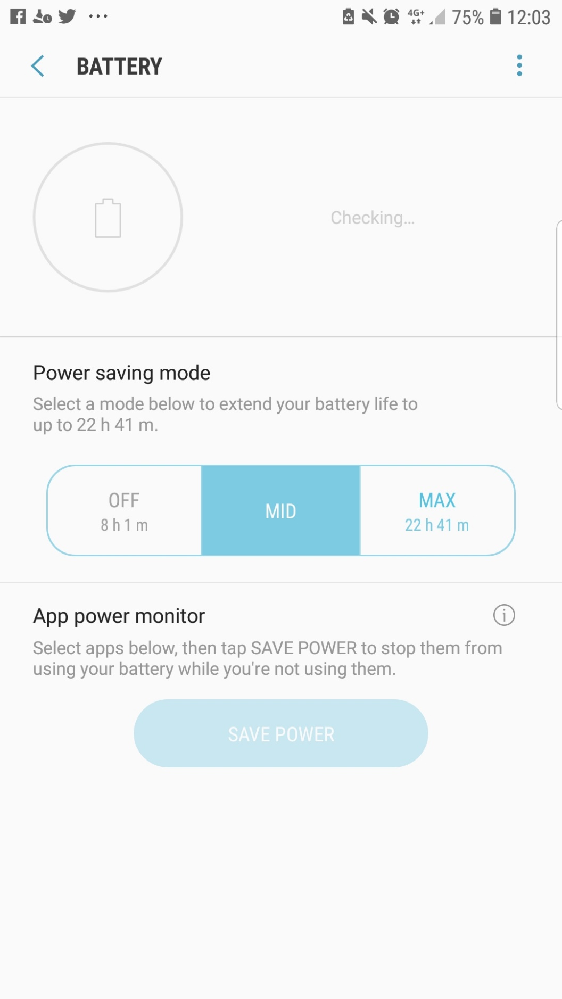 4G+ 75% 12:03
BATTERY
Checking...
Power saving mode
Select a mode below to extend your battery life to
up to 22 h 41 m.
OFF
8 h 1 m
MID
MAX
22 h 41 m
App power monitor
Select apps below, then tap SAVE POWER to stop them from
using your battery while you're not using them.
SAVE POWER